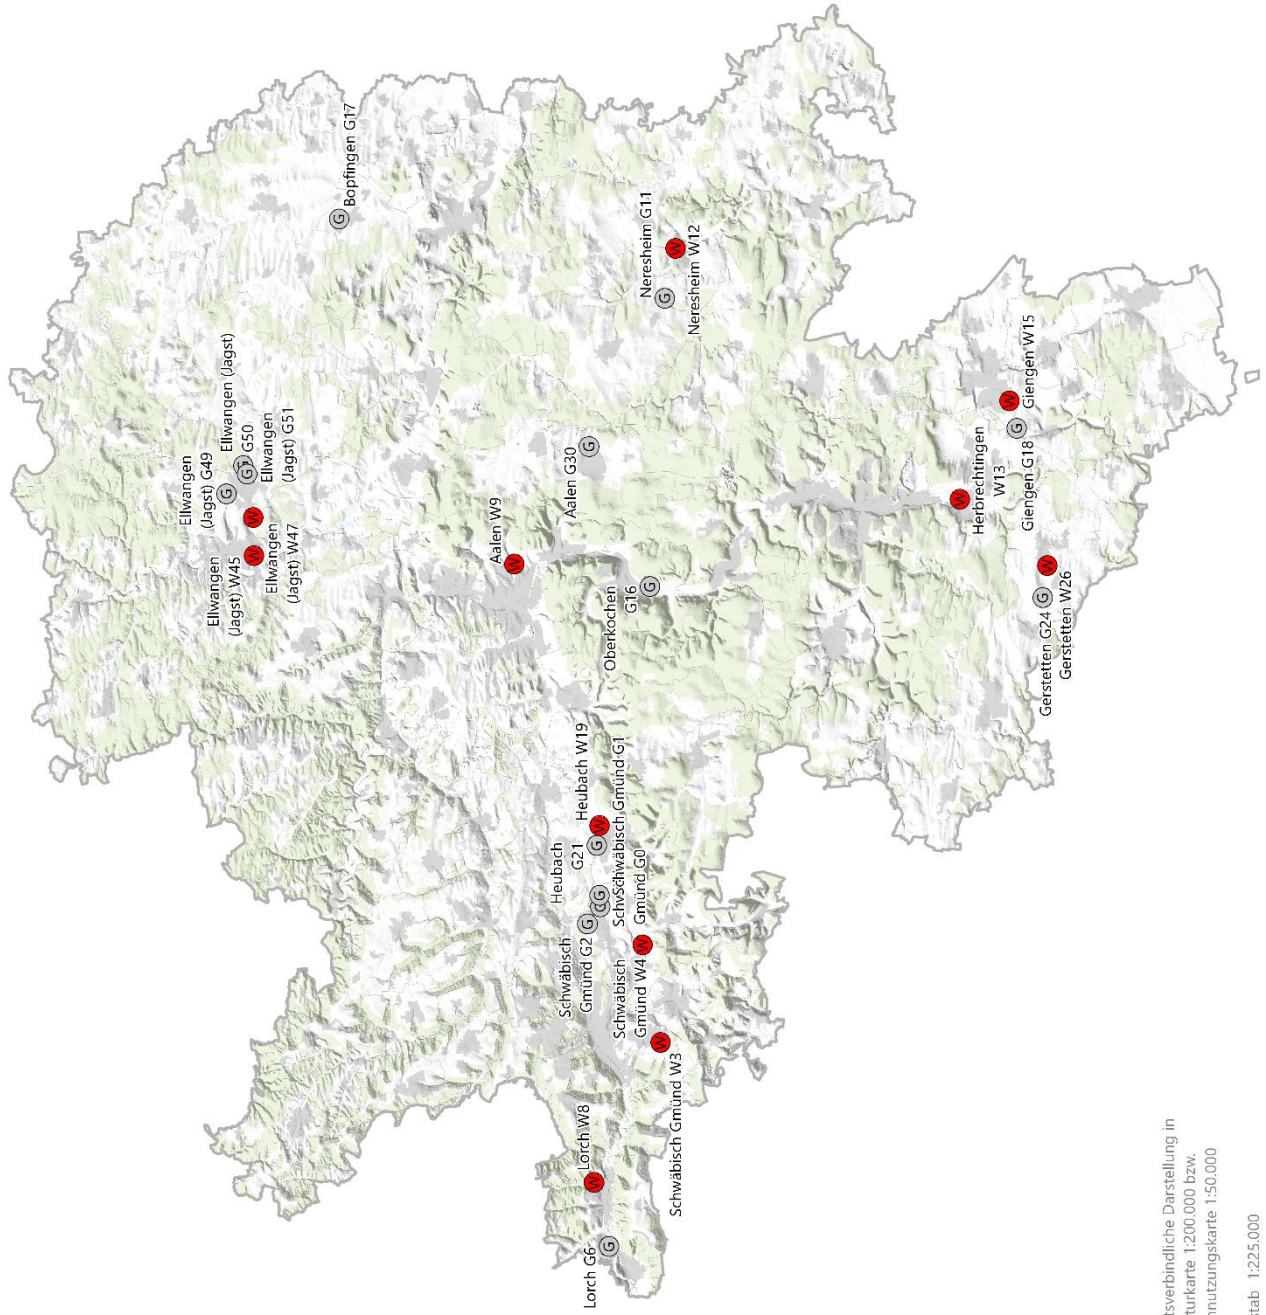 Ellwangen
(Jagst) W45
Ellwangen
(Jagst) W47
Ellwangen
(Jagst) G49
Ellwangen (Jagst)
G50
Ellwangen
(Jagst) G51
Bopfingen G17
W
W
G
G
G
Aalen W9
W
Aalen G30
G
Oberkochen
G16
G
Neresheim G11
G
Neresheim W12
W
Lorch G6
G
Lorch W8
W
Schwäbisch Gmünd W3
W
Schwäbisch
Gmünd W4
W
Schwäbisch
Gmünd G2
G
Gmünd G0
G
Schwäbisch Gmünd G1
Heubach
G21
G
Heubach W19
W
Herbrechtingen
W13
W
Giengen G18
G
Giengen W15
W
Gerstetten G24
G
Gerstetten W26
W
tsverbindliche Darstellung in
turkarte 1:200.000 bzw.
nnutzungskarte 1:50.000
stab 1:225.000